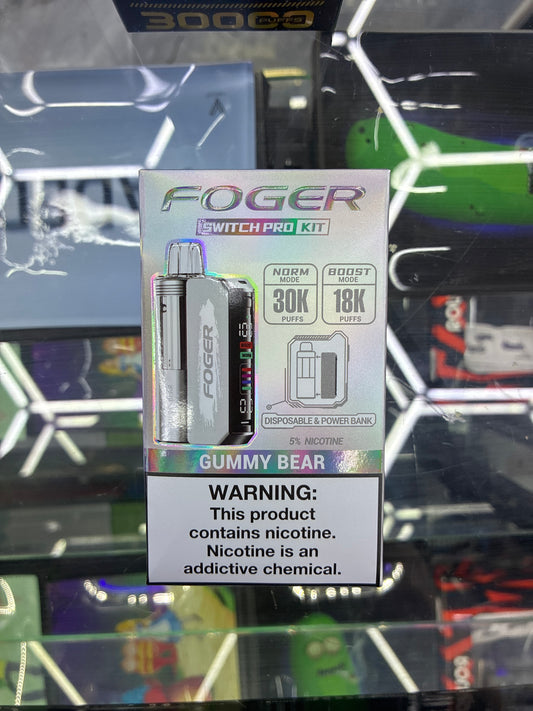 30000 PUFFS
FOGER
SWITCH PRO KIT
NORM MODE
30K
PUFFS
BOOST MODE
18K
PUFFS
FOGER
DISPOSABLE & POWER BANK
5% NICOTINE
GUMMY BEAR
WARNING:
This product
contains nicotine.
Nicotine is an
addictive chemical.